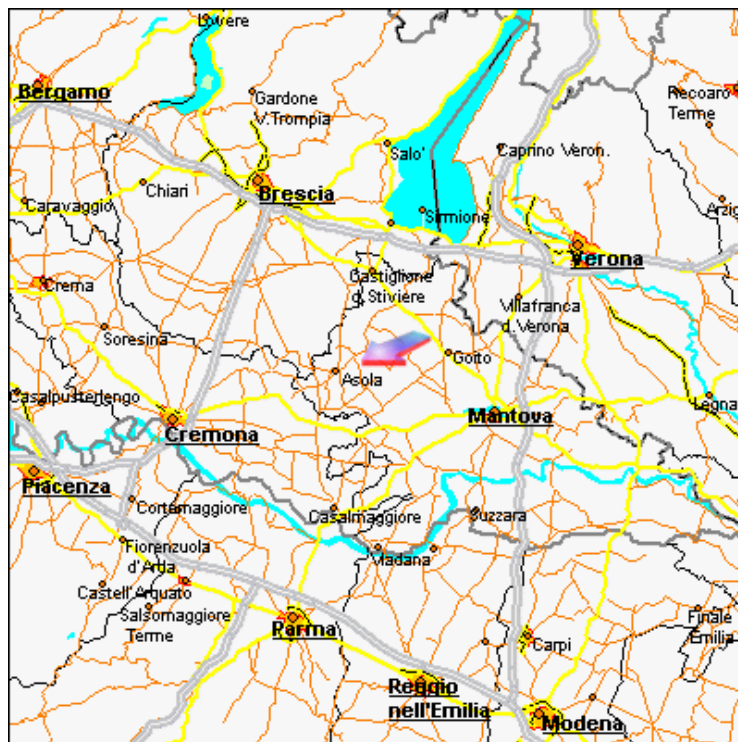 Lovere
Bergamo
Gardone
V.Trompia
Recoaro
Terme
Salo'
Caprino Veron.
Chiari
Brescia
Caravaggio
Sirmione
Arzig
Verona
Castiglione
d.Stiviere
Crema
Villafranca
d.Verona
Soresina
Goito
Asola
Casalpusterlengo
Legna
Mantova
Cremona
Piacenza
Cortemaggiore
Casalmaggiore
Suzzara
Fiorenzuola
d'Arda
Viadana
Castell'Arquato
Salsomaggiore
Terme
Finale
Emilia
Parma
Carpi
Reggio
nell'Emilia
Modena